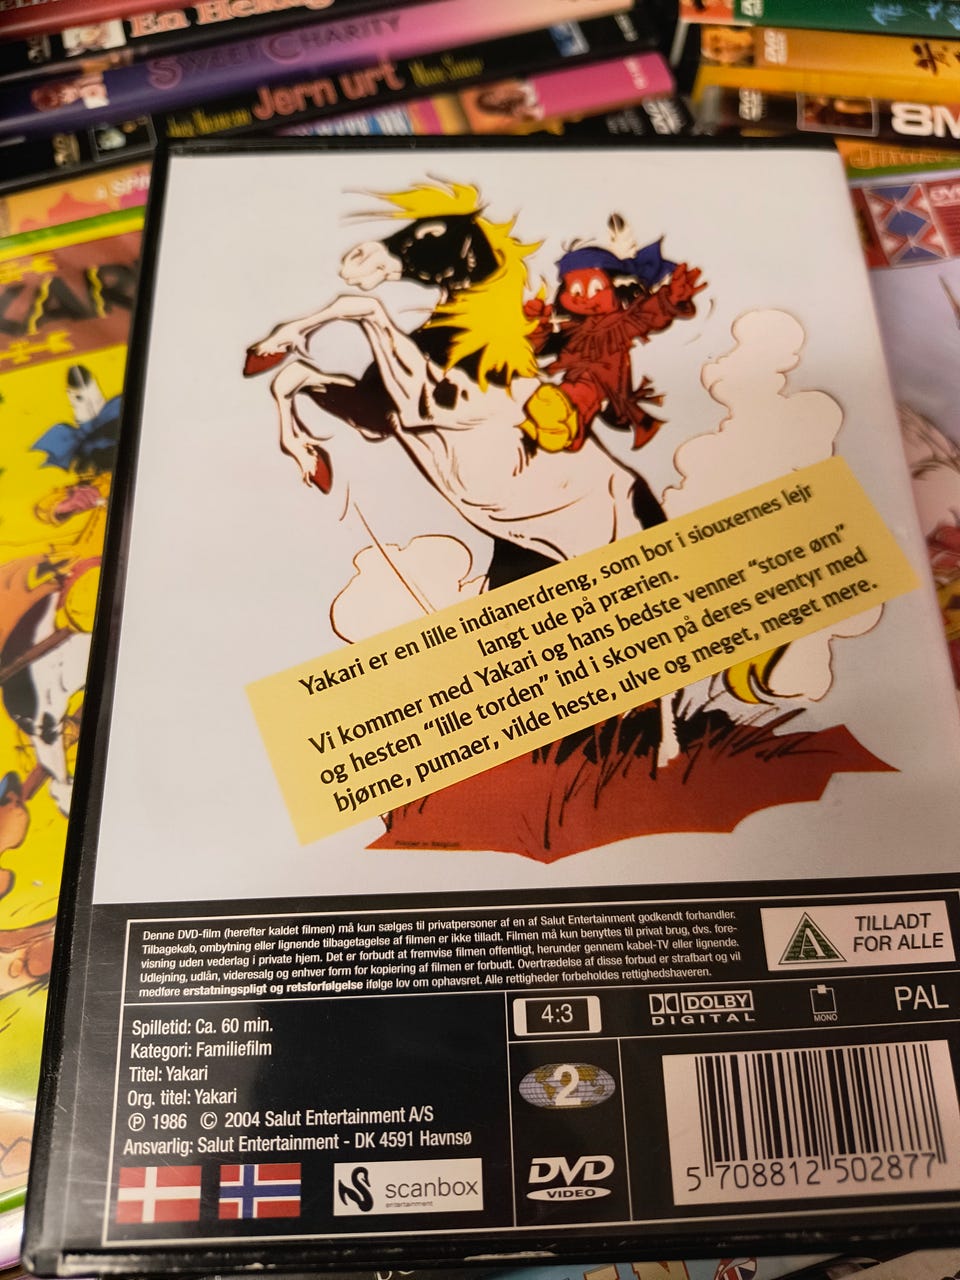 En He
SWEET CHARITY
Jern urt
8M
Yakari er en lille indianerdreng, som bor i siouxernes lejr
langt ude på prærien.
Vi kommer med Yakari og hans bedste venner “store ørn”
og hesten “lille torden” ind i skoven på deres eventyr med
bjørne, pumaer, vilde heste, ulve og meget, meget mere.
Denne DVD-film (herefter kaldet filmen) må kun sælges til privatpersoner af en af Salut Entertainment godkendt forhandler.
Tilbagekøb, ombytning eller lignende tilbagetagelse af filmen er ikke tilladt. Filmen må kun benyttes til privat brug, dvs. fore-
visning uden vederlag i private hjem. Det er forbudt at fremvise filmen offentligt, herunder gennem kabel-TV eller lignende.
Udlejning, udlån, videresalg og enhver form for kopiering af filmen er forbudt. Overtrædelse af disse forbud er strafbart og vil
medføre erstatningspligt og retsforfølgelse ifølge lov om ophavsret. Alle rettigheder forbeholdes rettighedshaveren.
A
TILLADT
FOR ALLE
Spilletid: Ca. 60 min.
Kategori: Familiefilm
Titel: Yakari
Org. titel: Yakari
Ⓟ 1986 © 2004 Salut Entertainment A/S
Ansvarlig: Salut Entertainment - DK 4591 Havnsø
scanbox
entertainment
4:3
DOLBY
DIGITAL
MONO
PAL
2
DVD
VIDEO
5 708812 502877